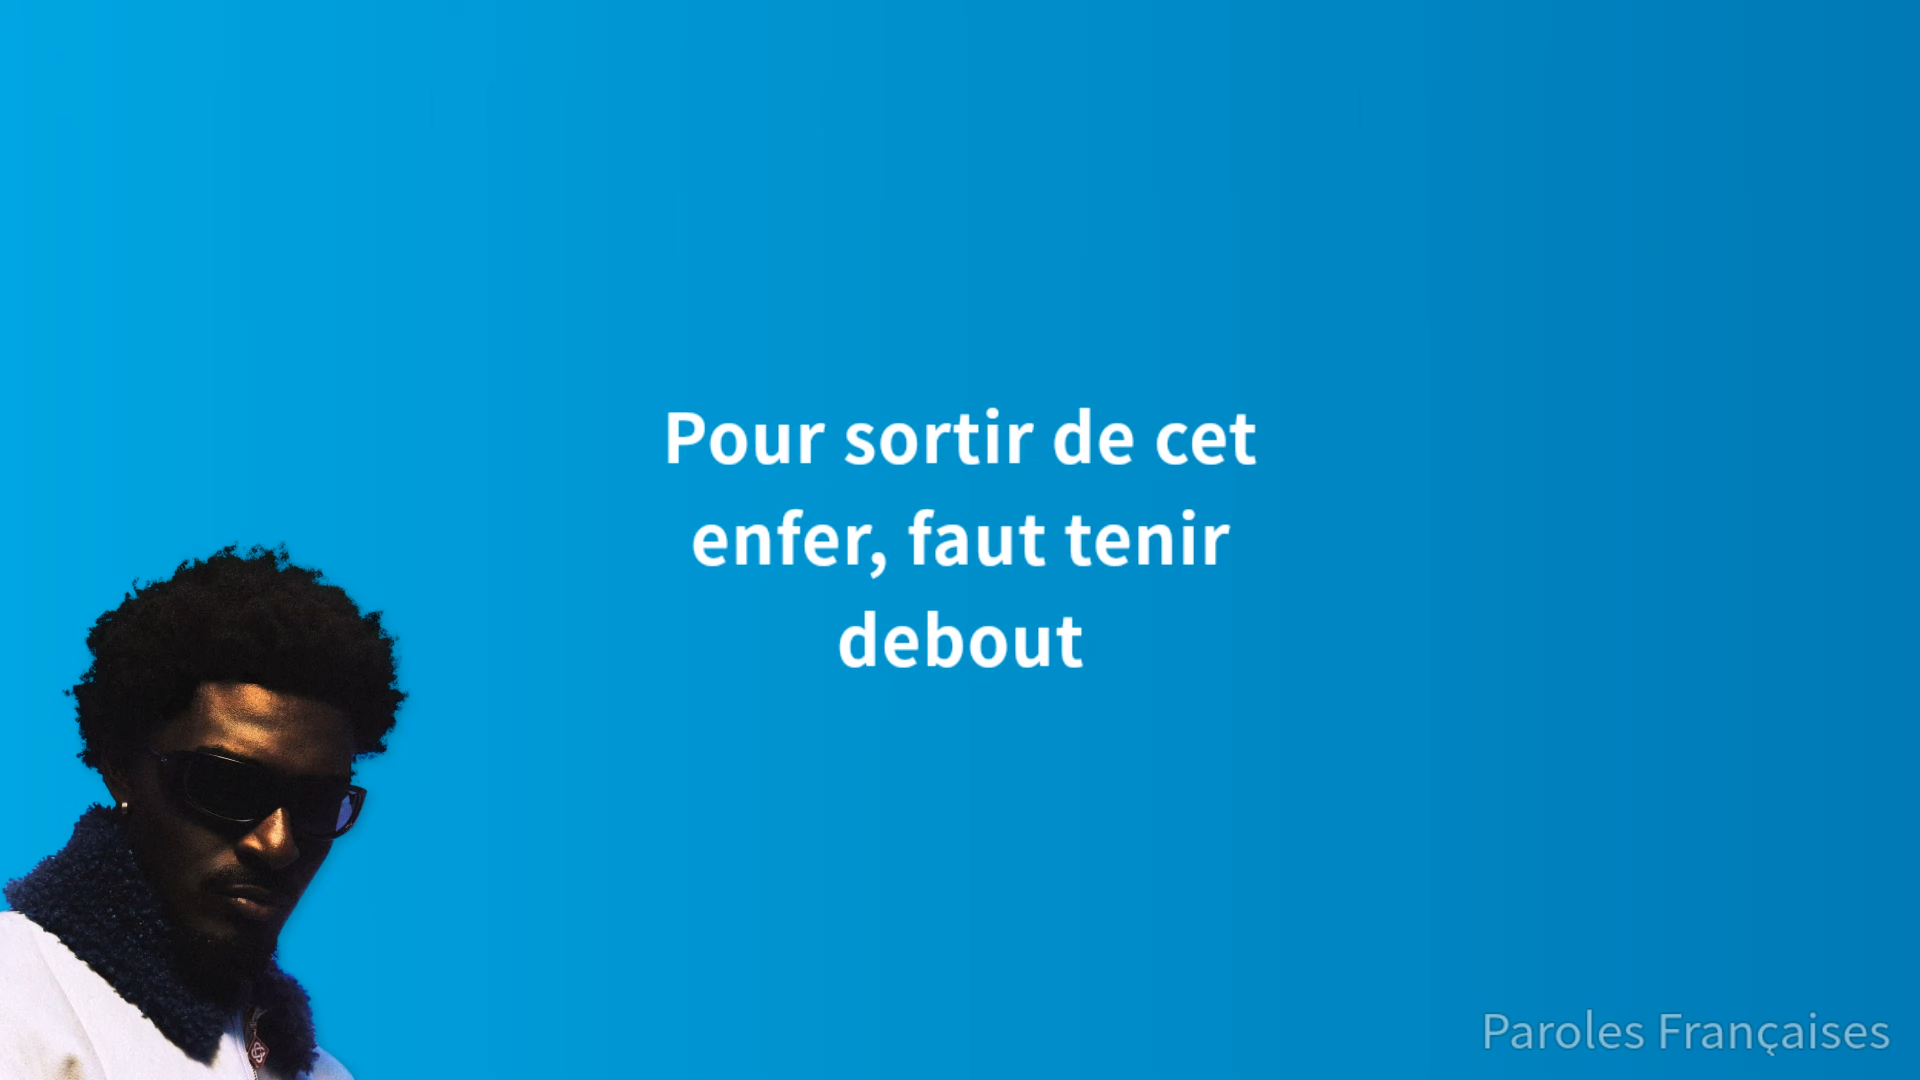 Pour sortir de cet
enfer, faut tenir
debout
Paroles Françaises